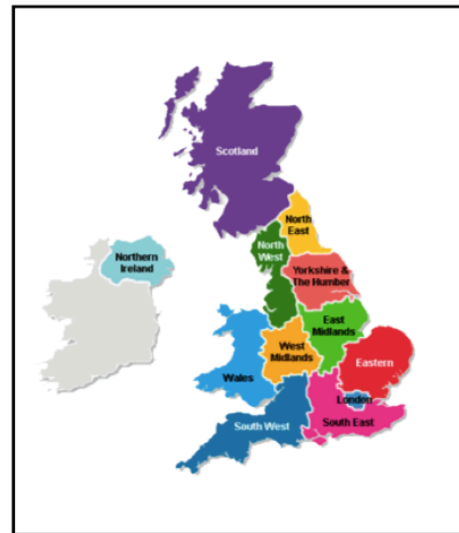 Scotland
North
East
North
West
Northern
Ireland
Yorkshire &
The Humber
East
Midlands
West
Midlands
Eastern
Wales
London
South West
South East